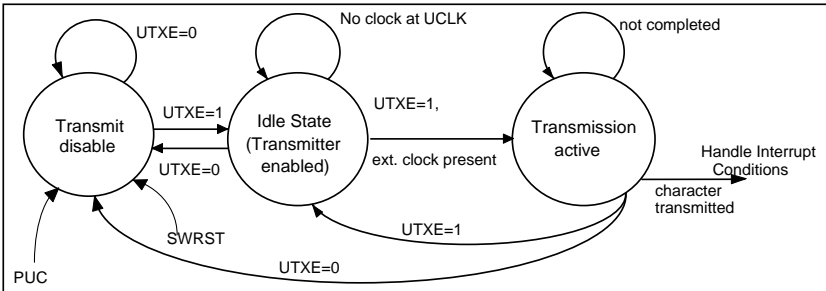 UTXE=0
No clock at UCLK
not completed
UTXE=1
UTXE=1,
Transmit
disable
Idle State
(Transmitter
enabled)
Transmission
active
UTXE=0
ext. clock present
Handle Interrupt
Conditions
character
transmitted
UTXE=1
SWRST
UTXE=0
PUC